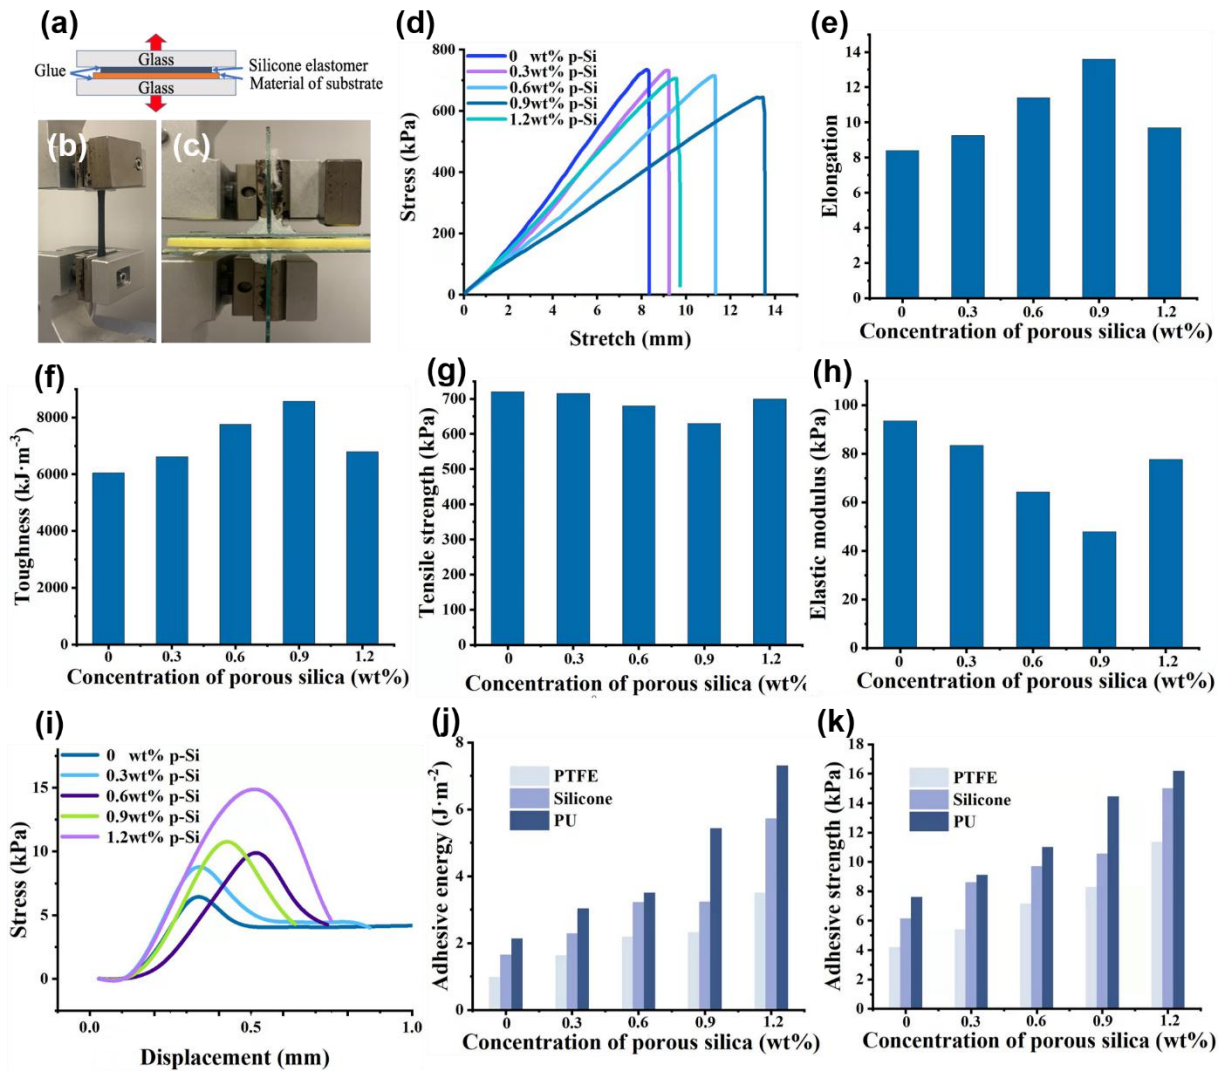 (a)
Glass
Glue
Silicone elastomer
Material of substrate
Glass
(b)
(c)
(d)
0 wt% p-Si
0.3wt% p-Si
0.6wt% p-Si
0.9wt% p-Si
1.2wt% p-Si
Stress (kPa)
800
600
400
200
0
0 2 4 6 8 10 12 14
Stretch (mm)
(e)
Elongation
14
12
10
8
6
4
2
0
0 0.3 0.6 0.9 1.2
Concentration of porous silica (wt%)
(f)
Toughness (kJ·m⁻³)
8000
6000
4000
2000
0
0 0.3 0.6 0.9 1.2
Concentration of porous silica (wt%)
(g)
Tensile strength (kPa)
700
600
500
400
300
200
100
0
0 0.3 0.6 0.9 1.2
Concentration of porous silica (wt%
(h)
Elastic modulus (kPa)
100
80
60
40
20
0
0 0.3 0.6 0.9 1.2
Concentration of porous silica (wt%)
(i)
0 wt% p-Si
0.3wt% p-Si
0.6wt% p-Si
0.9wt% p-Si
1.2wt% p-Si
Stress (kPa)
15
10
5
0
0.0 0.5 1.0
Displacement (mm)
(j)
PTFE
Silicone
PU
Adhesive energy (J·m⁻²)
8
6
4
2
0
0 0.3 0.6 0.9 1.2
Concentration of porous silica (wt%)
(k)
PTFE
Silicone
PU
Adhesive strength (kPa)
18
16
14
12
10
8
6
4
2
0
0 0.3 0.6 0.9 1.2
Concentration of porous silica (wt%)